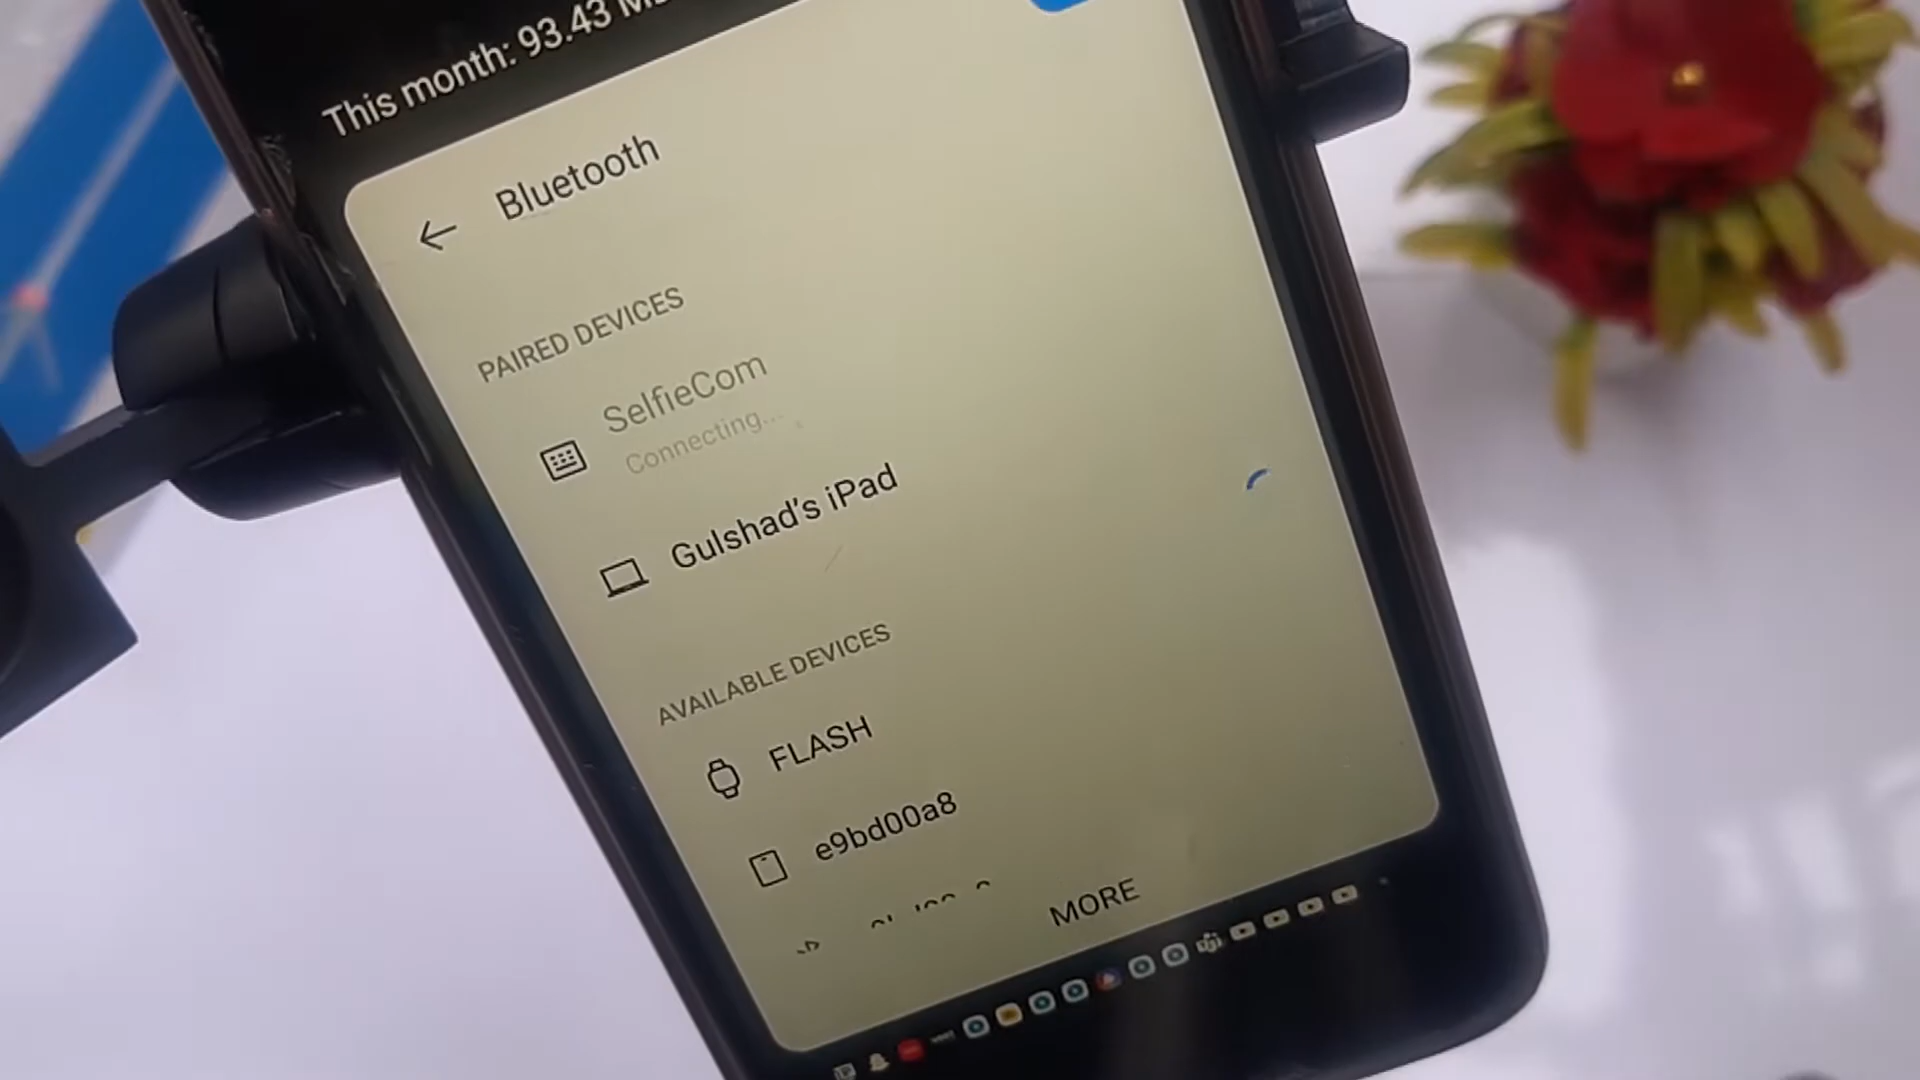 This month: 93.43
Bluetooth
PAIRED DEVICES
SelfieCom
Connecting...
Gulshad's iPad
AVAILABLE DEVICES
FLASH
e9bd00a8
MORE